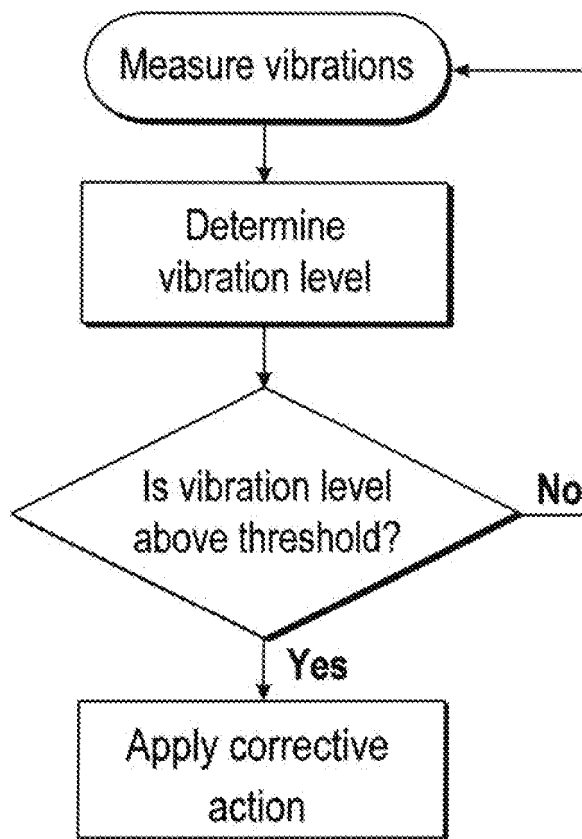 Measure vibrations
Determine
vibration level
Is vibration level
above threshold?
No
Yes
Apply corrective
action